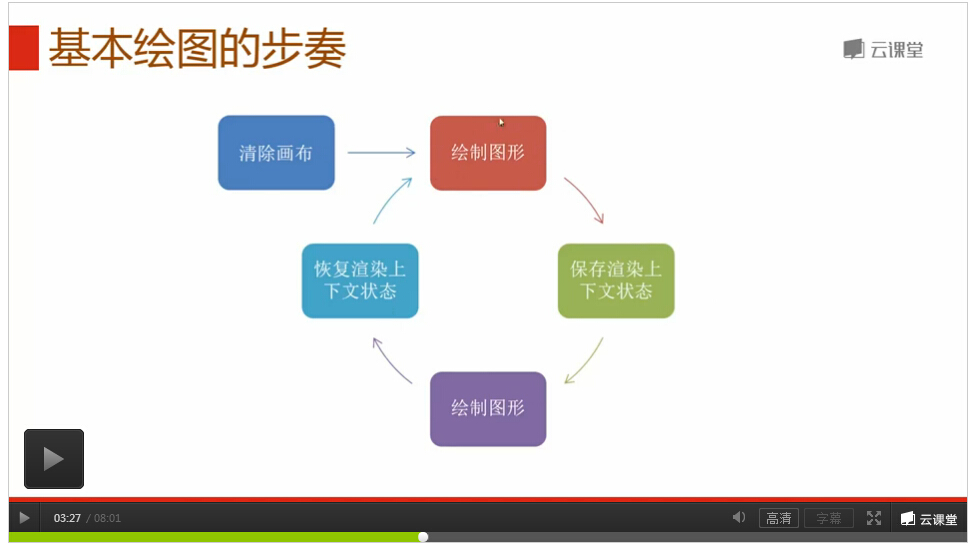 基本绘图的步奏
云课堂
清除画布
绘制图形
恢复渲染上
下文状态
保存渲染上
下文状态
绘制图形
03:27 / 08:01
高清
字幕
云课堂